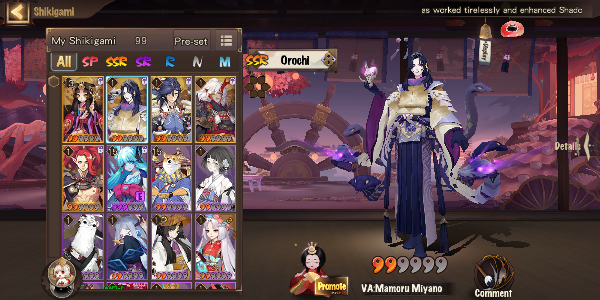 Shikigami
as worked tirelessly and enhanced Shado
My Shikigami 99
Pre-set
All SP SSR SR R N M
SSR Orochi
Display
Details
Promote
VA:Mamoru Miyano
Comment